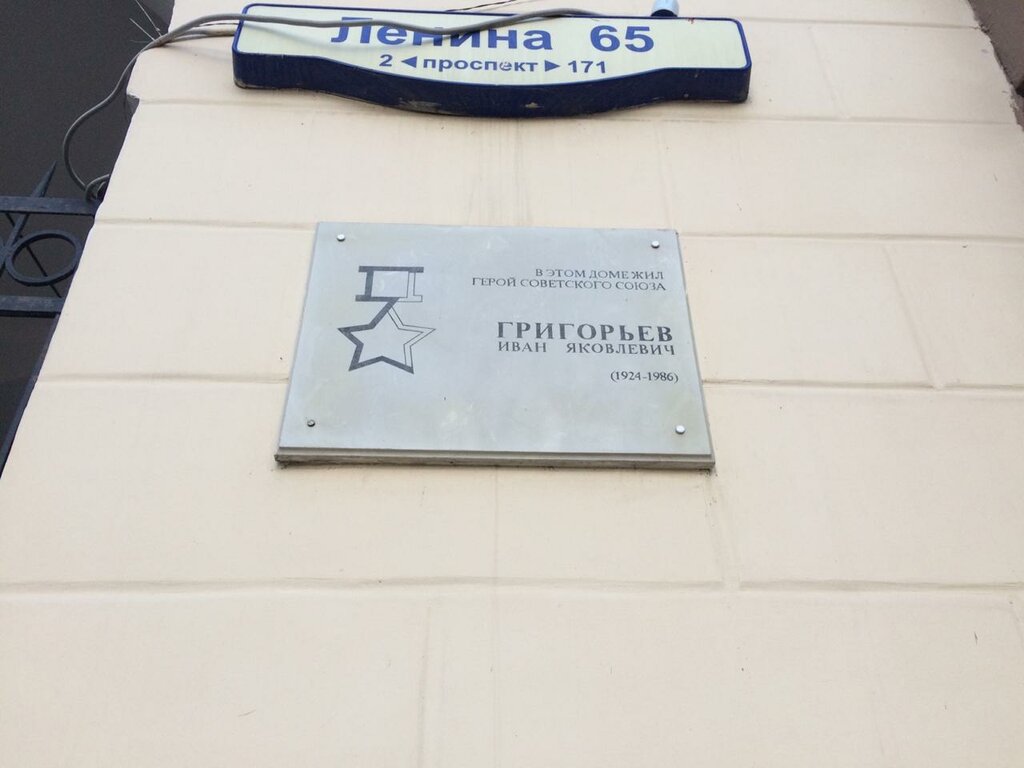 Ленина 65
2 ◄ проспект ► 171
В ЭТОМ ДОМЕ ЖИЛ
ГЕРОЙ СОВЕТСКОГО СОЮЗА
ГРИГОРЬЕВ
ИВАН ЯКОВЛЕВИЧ
(1924-1986)